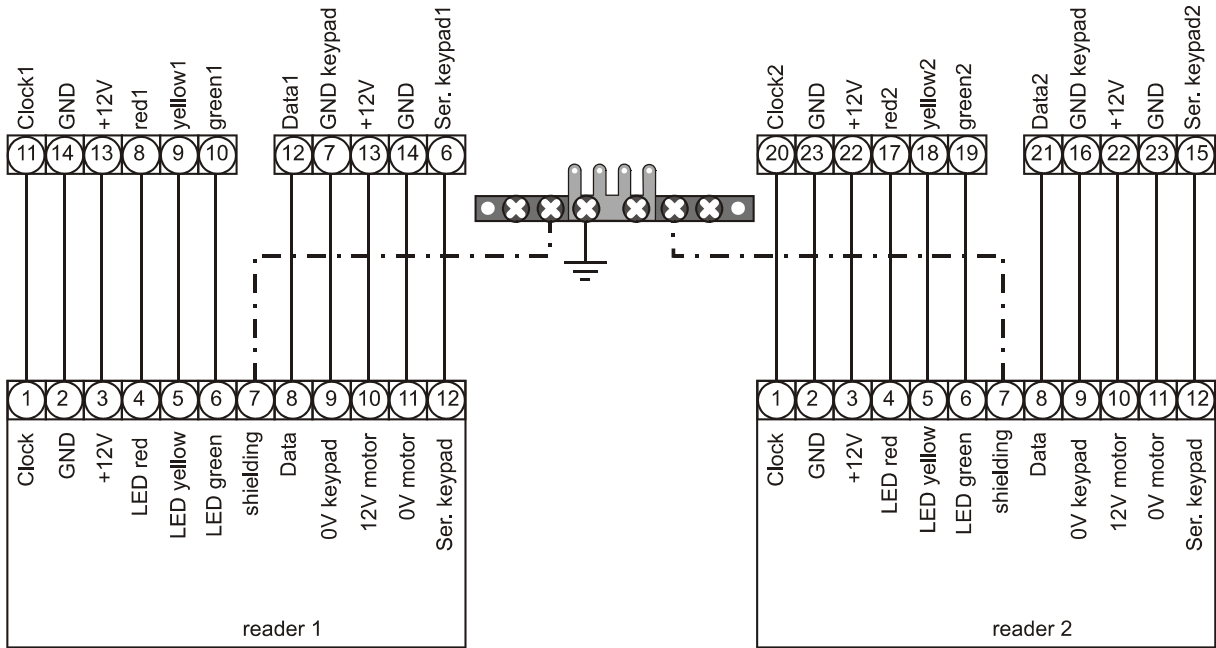 Clock1 GND +12V red1 yellow1 green1 Data1 GND keypad +12V GND Ser. keypad1
11 14 13 8 9 10 12 7 13 14 6
Clock2 GND +12V red2 yellow2 green2 Data2 GND keypad +12V GND Ser. keypad2
20 23 22 17 18 19 21 16 22 23 15
1 2 3 4 5 6 7 8 9 10 11 12
Clock GND +12V LED red LED yellow LED green shielding Data 0V keypad 12V motor 0V motor Ser. keypad
reader 1
1 2 3 4 5 6 7 8 9 10 11 12
Clock GND +12V LED red LED yellow LED green shielding Data 0V keypad 12V motor 0V motor Ser. keypad
reader 2